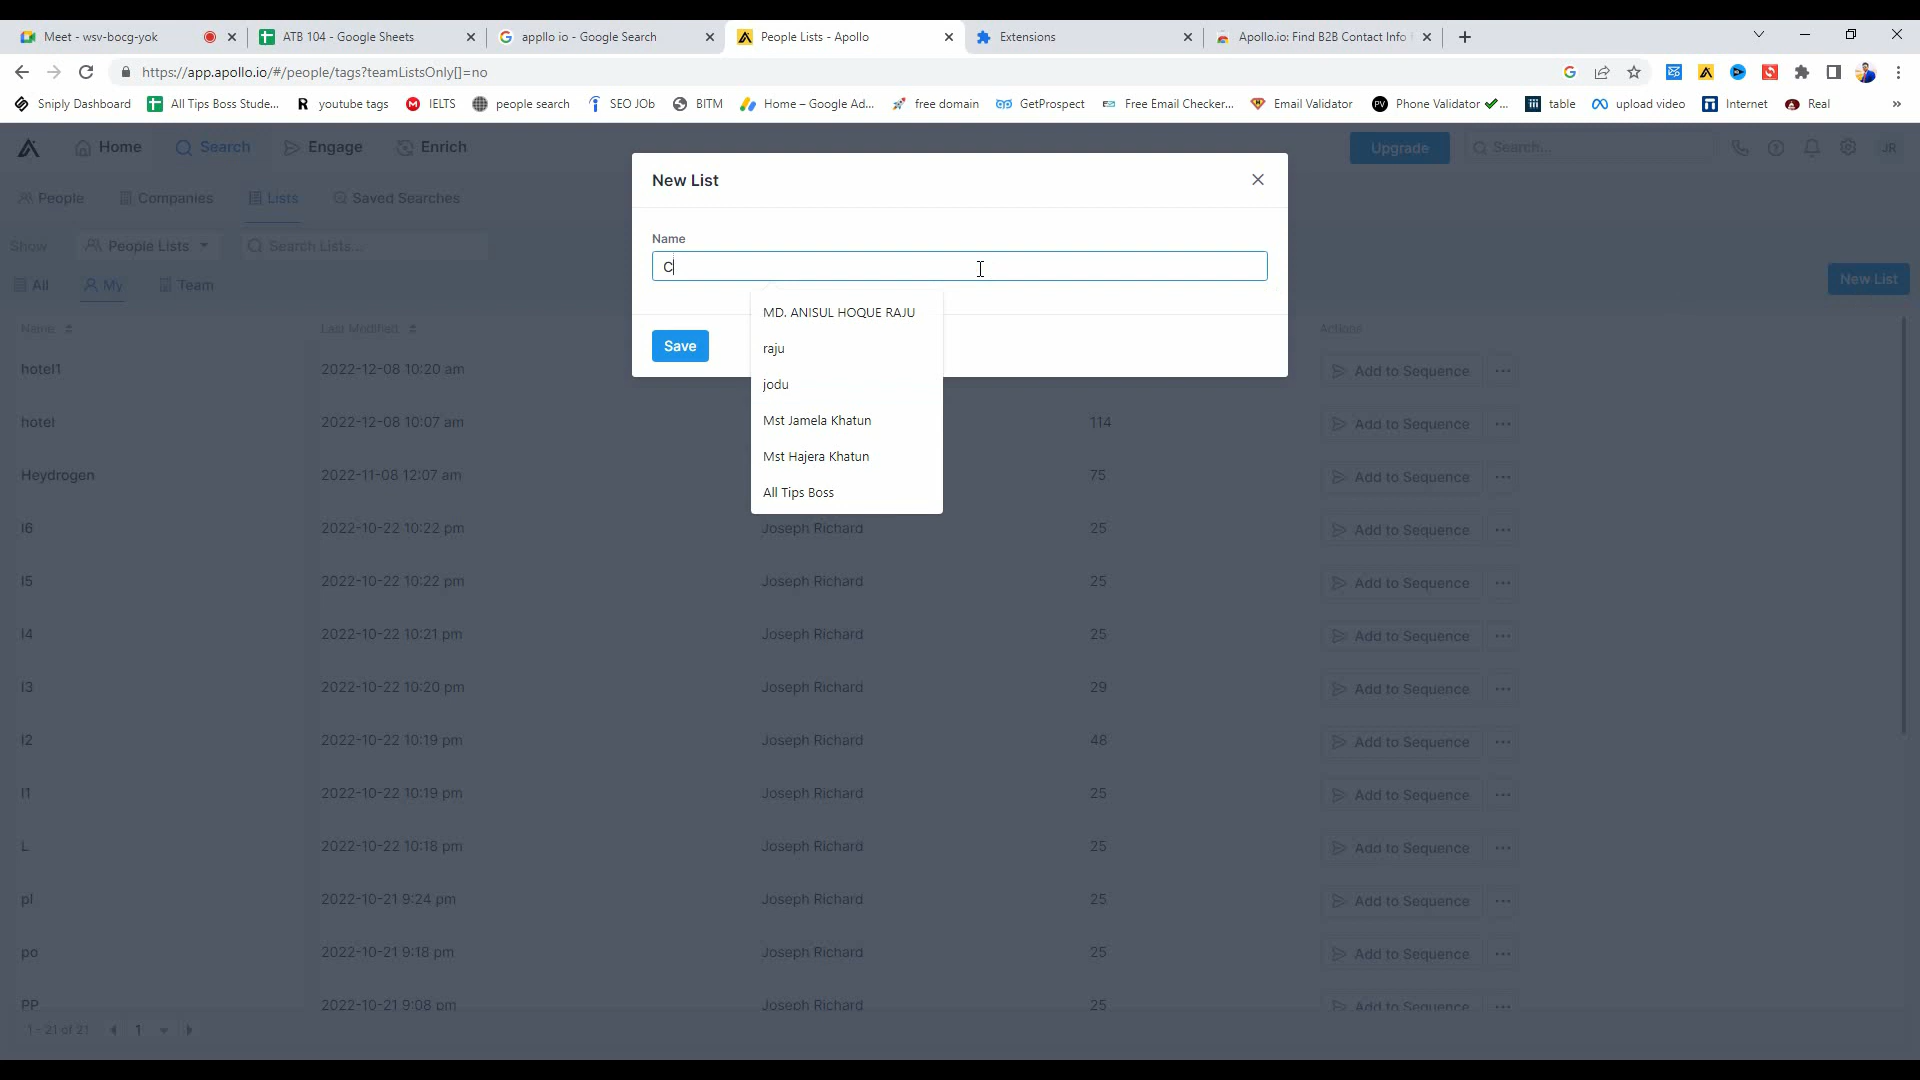 Meet - wsv-bocg-yok
ATB 104 - Google Sheets
appllo io - Google Search
People Lists - Apollo
Extensions
Apollo.io: Find B2B Contact Info
https://app.apollo.io/#/people/tags?teamListsOnly[]=no
Sniply Dashboard
All Tips Boss Stude...
R youtube tags
IELTS
people search
SEO JOb
BITM
Home – Google Ad...
free domain
GetProspect
Free Email Checker...
Email Validator
PV Phone Validator ✔...
table
upload video
Internet
Real
»
Home
Search
Engage
Enrich
Upgrade
Search...
JR
People
Companies
Lists
Saved Searches
Show
People Lists
Search Lists...
All
My
Team
New List
New List
Name
C
Save
MD. ANISUL HOQUE RAJU
raju
jodu
Mst Jamela Khatun
Mst Hajera Khatun
All Tips Boss
Name
Last Modified
Actions
hotel1 2022-12-08 10:20 am Add to Sequence ...
hotel 2022-12-08 10:07 am 114 Add to Sequence ...
Heydrogen 2022-11-08 12:07 am 75 Add to Sequence ...
l6 2022-10-22 10:22 pm Joseph Richard 25 Add to Sequence ...
l5 2022-10-22 10:22 pm Joseph Richard 25 Add to Sequence ...
l4 2022-10-22 10:21 pm Joseph Richard 25 Add to Sequence ...
l3 2022-10-22 10:20 pm Joseph Richard 29 Add to Sequence ...
l2 2022-10-22 10:19 pm Joseph Richard 48 Add to Sequence ...
l1 2022-10-22 10:19 pm Joseph Richard 25 Add to Sequence ...
L 2022-10-22 10:18 pm Joseph Richard 25 Add to Sequence ...
pl 2022-10-21 9:24 pm Joseph Richard 25 Add to Sequence ...
po 2022-10-21 9:18 pm Joseph Richard 25 Add to Sequence ...
PP 2022-10-21 9:08 pm Joseph Richard 25 Add to Sequence ...
1 - 21 of 21
1